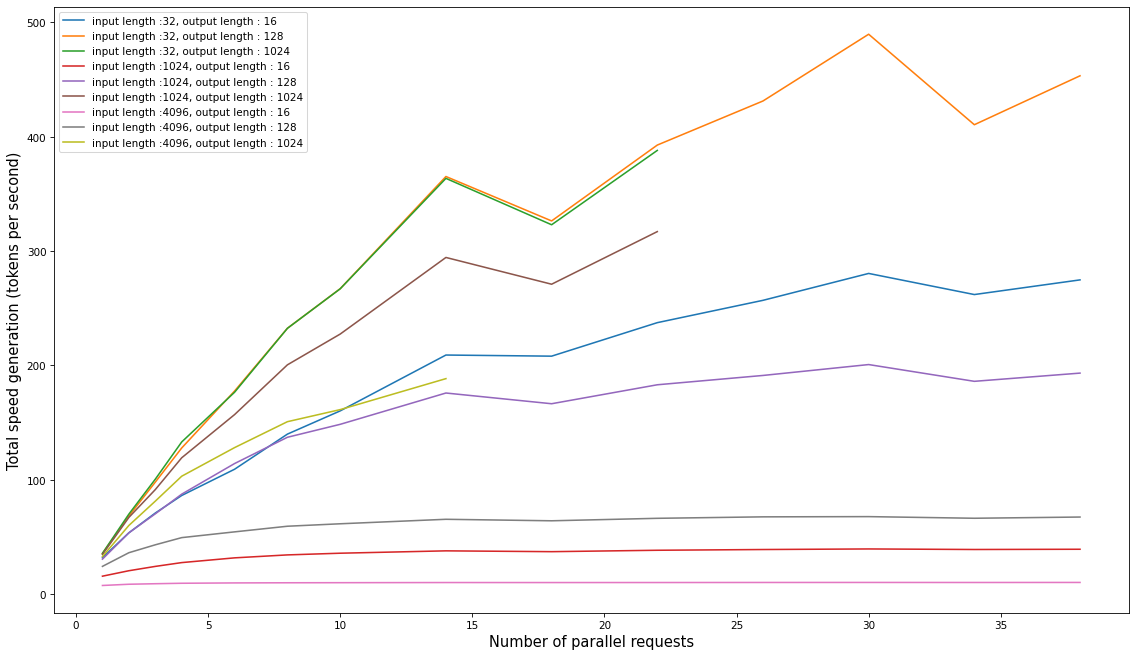 input length :32, output length : 16
input length :32, output length : 128
input length :32, output length : 1024
input length :1024, output length : 16
input length :1024, output length : 128
input length :1024, output length : 1024
input length :4096, output length : 16
input length :4096, output length : 128
input length :4096, output length : 1024
Total speed generation (tokens per second)
500
400
300
200
100
0
0 5 10 15 20 25 30 35
Number of parallel requests